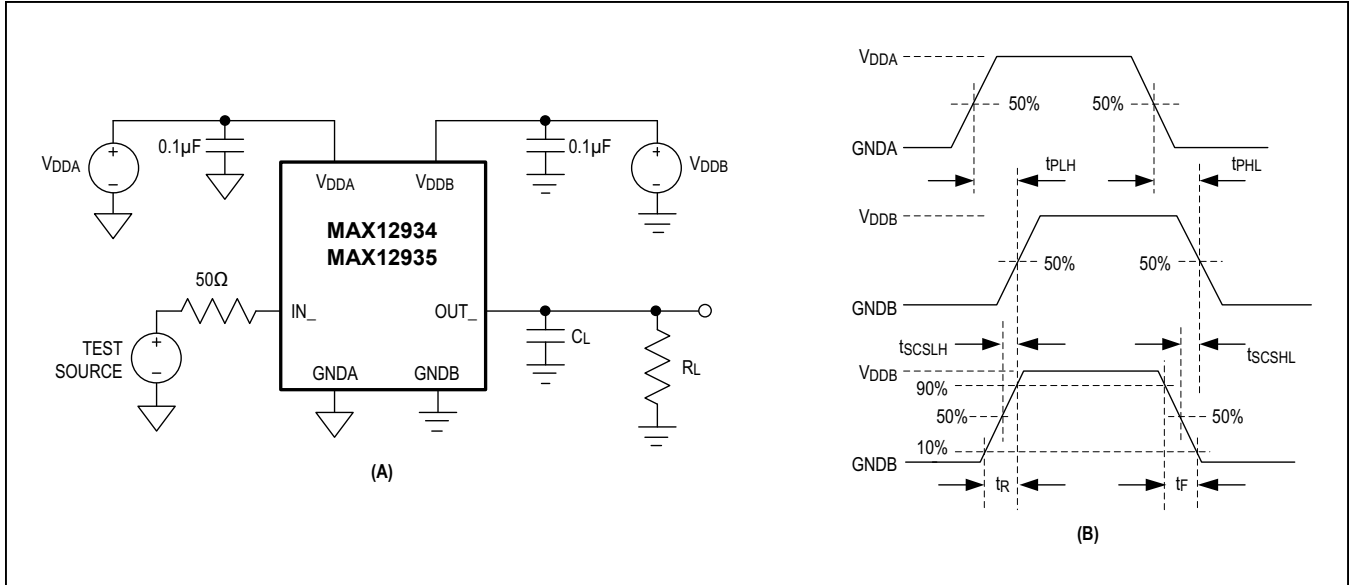 VDDA
0.1µF
VDDA VDDB
0.1µF
VDDB
MAX12934
MAX12935
50Ω
IN_ OUT_
TEST
SOURCE
GNDA GNDB
CL
RL
(A)
VDDA
50% 50%
GNDA
tPLH tPHL
VDDB
50% 50%
GNDB
tSCSLH tSCSHL
VDDB
90%
50% 50%
10%
GNDB
tR tF
(B)